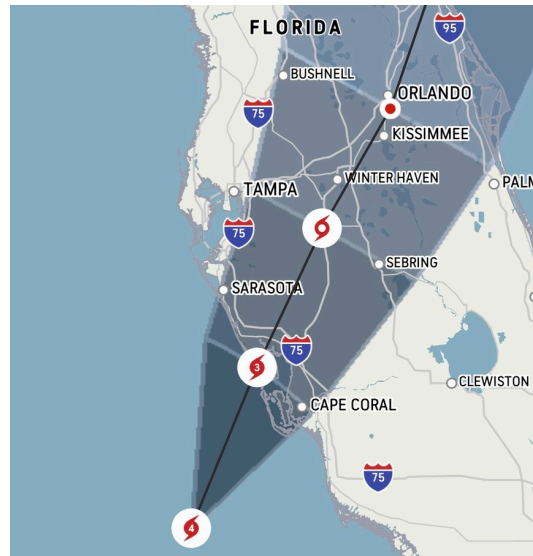 FLORIDA
95
BUSHNELL
ORLANDO
75
KISSIMMEE
WINTER HAVEN
TAMPA
PALM
75
SEBRING
SARASOTA
75
3
CLEWISTON
CAPE CORAL
75
4